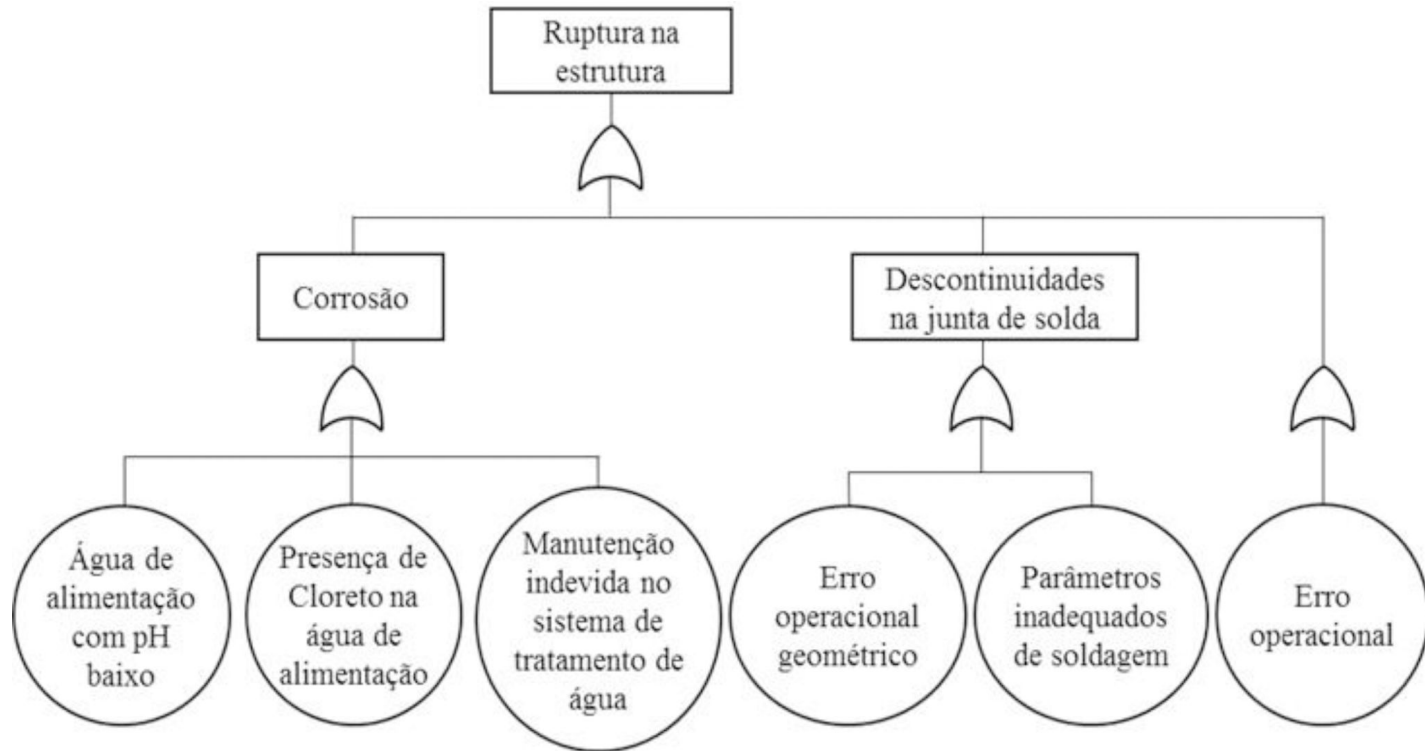 Ruptura na
estrutura
Corrosão
Descontinuidades
na junta de solda
Água de
alimentação
com pH
baixo
Presença de
Cloreto na
água de
alimentação
Manutenção
indevida no
sistema de
tratamento de
água
Erro
operacional
geométrico
Parâmetros
inadequados
de soldagem
Erro
operacional